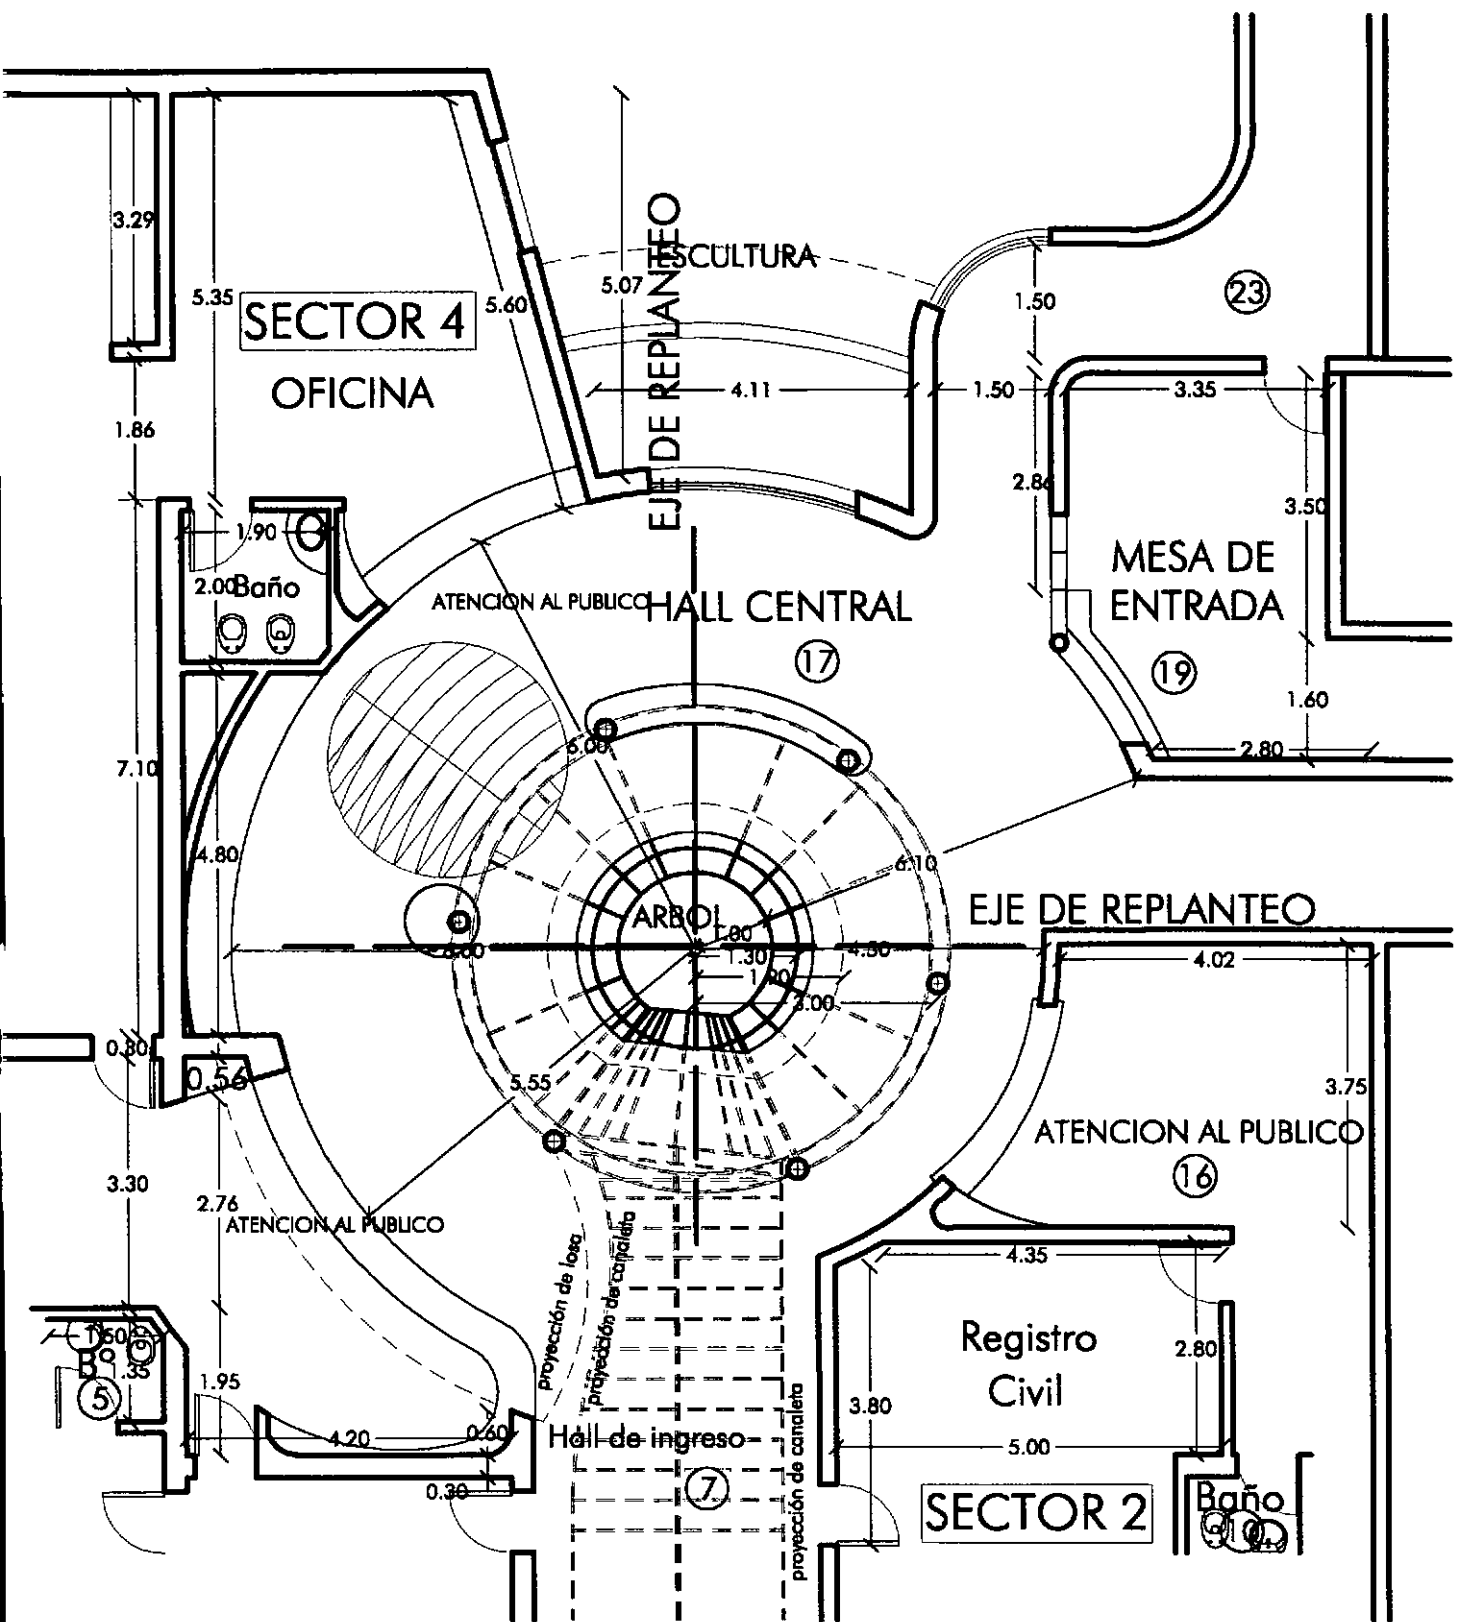 3.29
5.35
SECTOR 4
OFICINA
5.60
5.07
EJE DE REPLANTEO
ESCULTURA
1.50
23
4.11
1.50
3.35
1.86
2.86
3.50
1.90
2.00
Baño
ATENCION AL PUBLICO
HALL CENTRAL
17
MESA DE
ENTRADA
19
1.60
2.80
6.00
7.10
4.80
6.10
ARBOL
EJE DE REPLANTEO
1.30
4.50
6.00
3.00
4.02
0.80
0.56
5.55
3.75
ATENCION AL PUBLICO
16
3.30
2.76
ATENCION AL PUBLICO
proyección de losa
proyección de canaleta
4.35
1.50
5
1.95
Registro
Civil
2.80
3.80
proyección de canaleta
4.20
0.60
Hall de ingreso
5.00
0.30
7
SECTOR 2
Baño